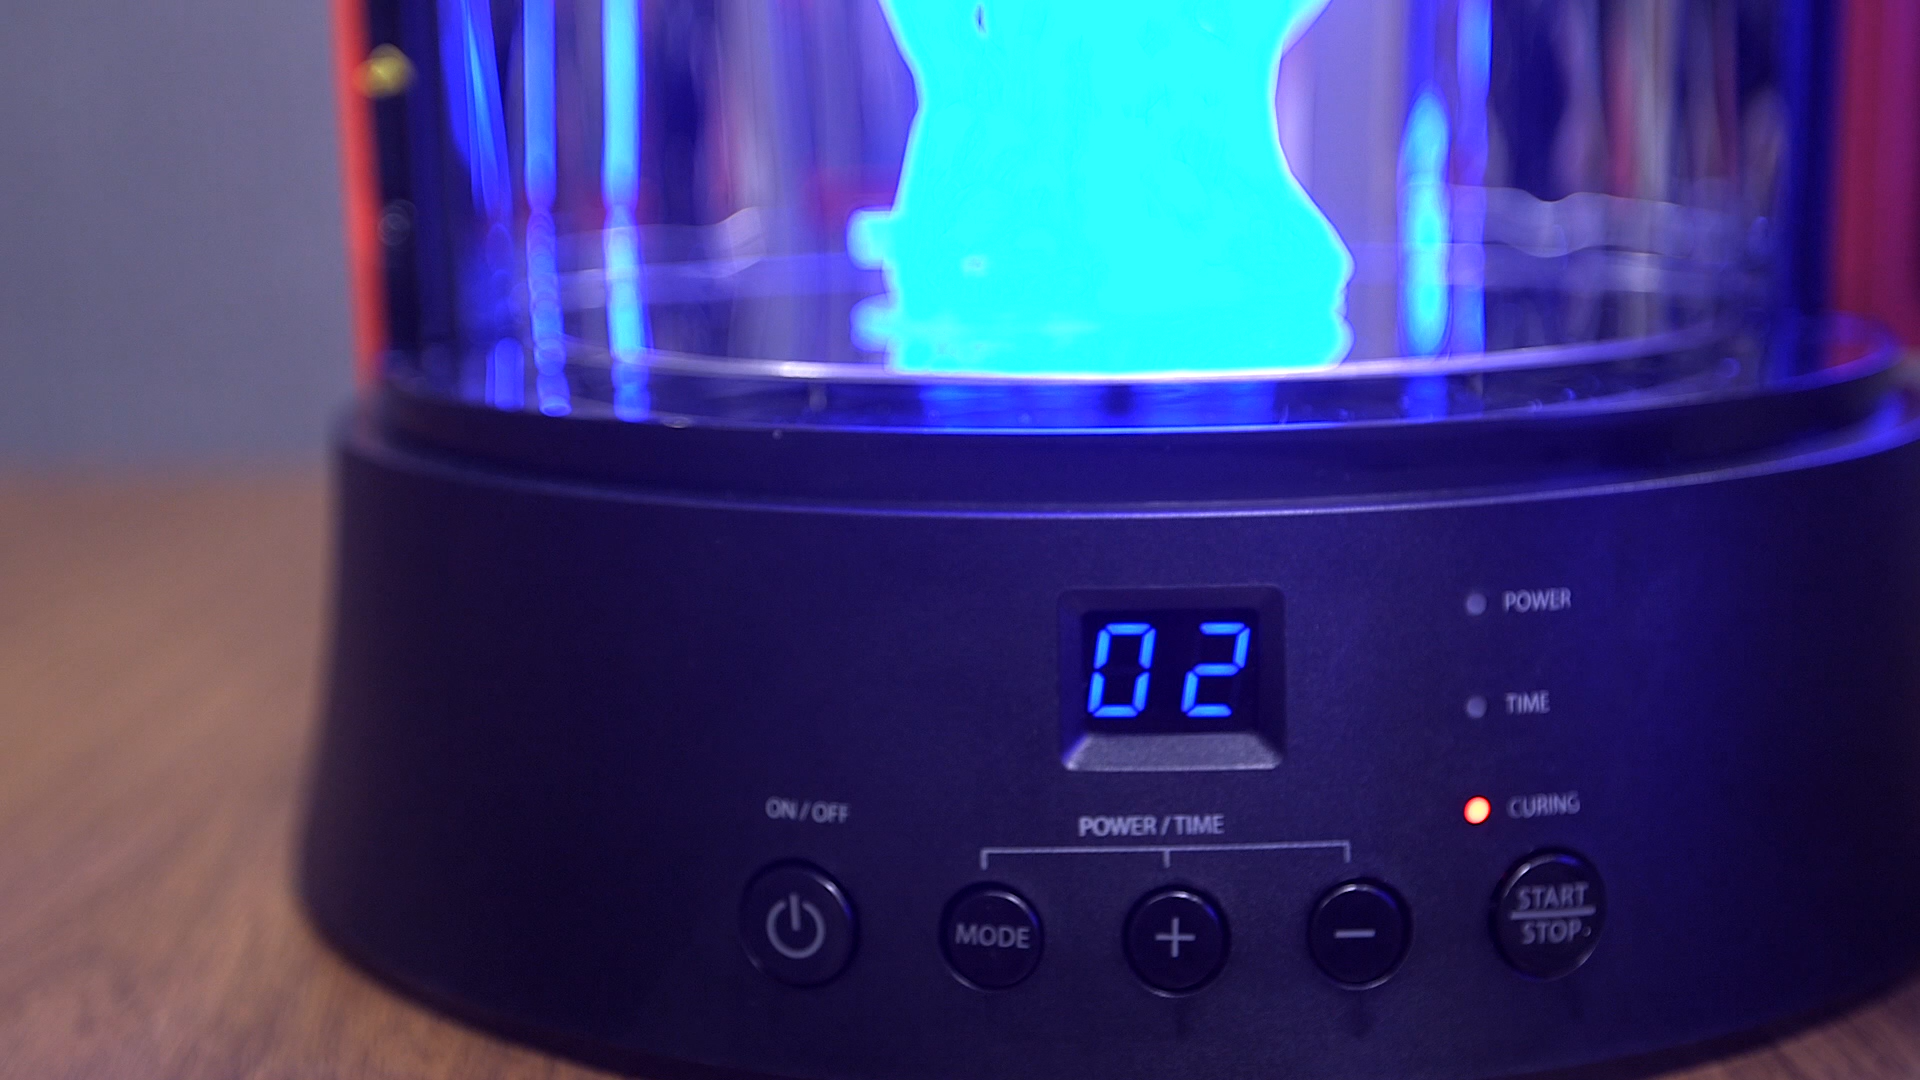 02
POWER
TIME
CURING
ON / OFF
POWER / TIME
MODE
+
−
START
STOP